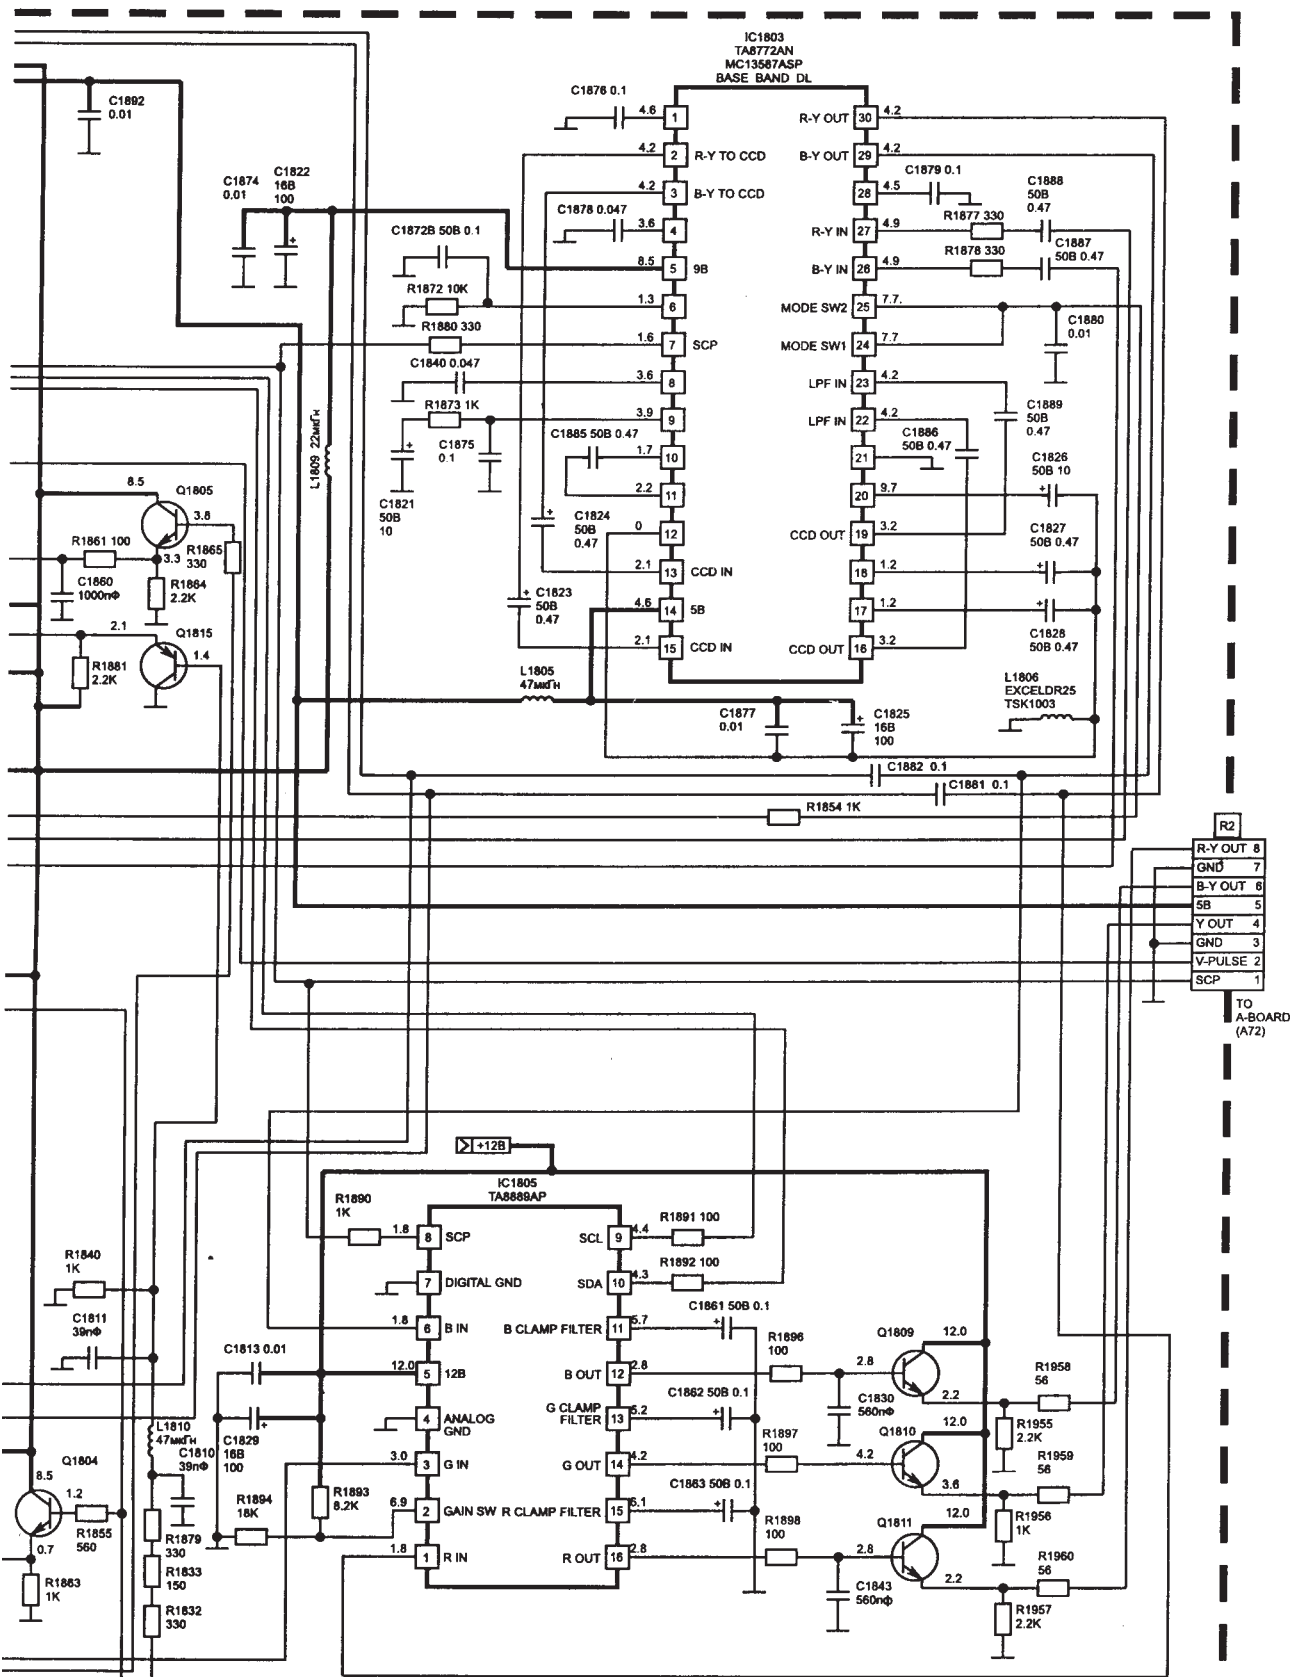 IC1803
TA8772AN
MC13587ASP
BASE BAND DL
C1892
0.01
C1876 0.1
4.6
1
R-Y OUT
30
4.2
4.2
2
R-Y TO CCD
B-Y OUT
29
4.2
C1874
0.01
C1822
16B
100
+
4.2
3
B-Y TO CCD
28
4.5
C1879 0.1
C1888
50B
0.47
C1878 0.047
3.6
4
R-Y IN
27
4.9
R1877 330
C1872B 50B 0.1
8.5
5
9B
B-Y IN
26
4.9
R1878 330
C1887
50B 0.47
R1872 10K
1.3
6
MODE SW2
25
7.7.
C1880
0.01
R1880 330
1.6
7
SCP
MODE SW1
24
7.7
C1840 0.047
3.6
8
LPF IN
23
4.2
C1889
50B
0.47
R1873 1K
3.9
9
LPF IN
22
4.2
C1886
50B 0.47
L1809 22мкГн
C1875
0.1
+
C1821
50B
10
C1885 50B 0.47
1.7
10
21
C1826
50B 10
2.2
11
20
9.7
+
+
C1824
50B
0.47
0
12
CCD OUT
19
3.2
C1827
50B 0.47
2.1
13
CCD IN
18
1.2
+
+
C1823
50B
0.47
4.6
14
5B
17
1.2
+
C1828
50B 0.47
2.1
15
CCD IN
CCD OUT
16
3.2
8.5
Q1805
3.8
R1861 100
3.3
R1865
330
C1860
1000пФ
R1864
2.2K
2.1
Q1815
1.4
R1881
2.2K
L1805
47мкГн
C1877
0.01
+
C1825
16B
100
L1806
EXCELDR25
TSK1003
C1882 0.1
C1881 0.1
R1854 1K
R2
R-Y OUT 8
GND 7
B-Y OUT 6
5B 5
Y OUT 4
GND 3
V-PULSE 2
SCP 1
TO
A-BOARD
(A72)
+12B
IC1805
TA8889AP
R1890
1K
1.8
8
SCP
SCL
9
4.4
R1891 100
7
DIGITAL GND
SDA
10
4.3
R1892 100
1.8
6
B IN
B CLAMP FILTER
11
5.7
C1861 50B 0.1
+
C1813 0.01
12.0
5
12B
B OUT
12
2.8
R1896
100
2.8
Q1809
12.0
2.2
R1958
56
+
C1829
16B
100
4
ANALOG
GND
G CLAMP
FILTER
13
5.2
C1862 50B 0.1
+
C1830
560пФ
R1955
2.2K
3.0
3
G IN
G OUT
14
4.2
R1897
100
4.2
Q1810
12.0
3.6
R1959
56
R1894
18K
R1893
8.2K
6.9
2
GAIN SW
R CLAMP FILTER
15
6.1
C1863 50B 0.1
+
R1956
1K
1.8
1
R IN
R OUT
16
2.8
R1898
100
2.8
Q1811
12.0
2.2
R1960
56
C1843
560пФ
R1957
2.2K
R1840
1K
C1811
39пФ
L1810
47мкГн
C1810
39пФ
Q1804
8.5
1.2
0.7
R1855
560
R1863
1K
R1879
330
R1833
150
R1832
330